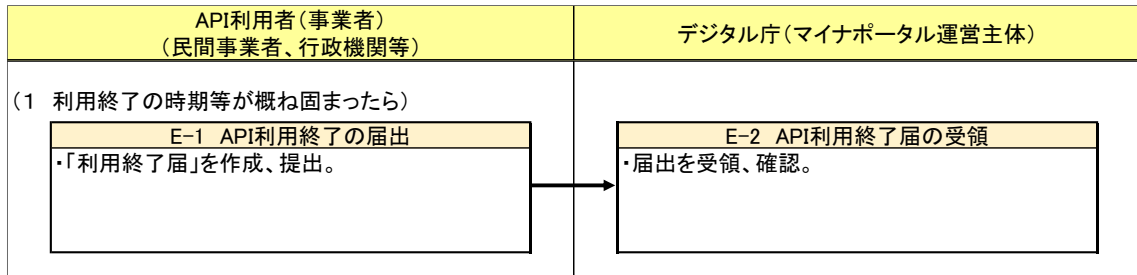 API利用者(事業者)
(民間事業者、行政機関等)
デジタル庁(マイナポータル運営主体)
(1 利用終了の時期等が概ね固まったら)
E-1 API利用終了の届出
・「利用終了届」を作成、提出。
E-2 API利用終了届の受領
・届出を受領、確認。